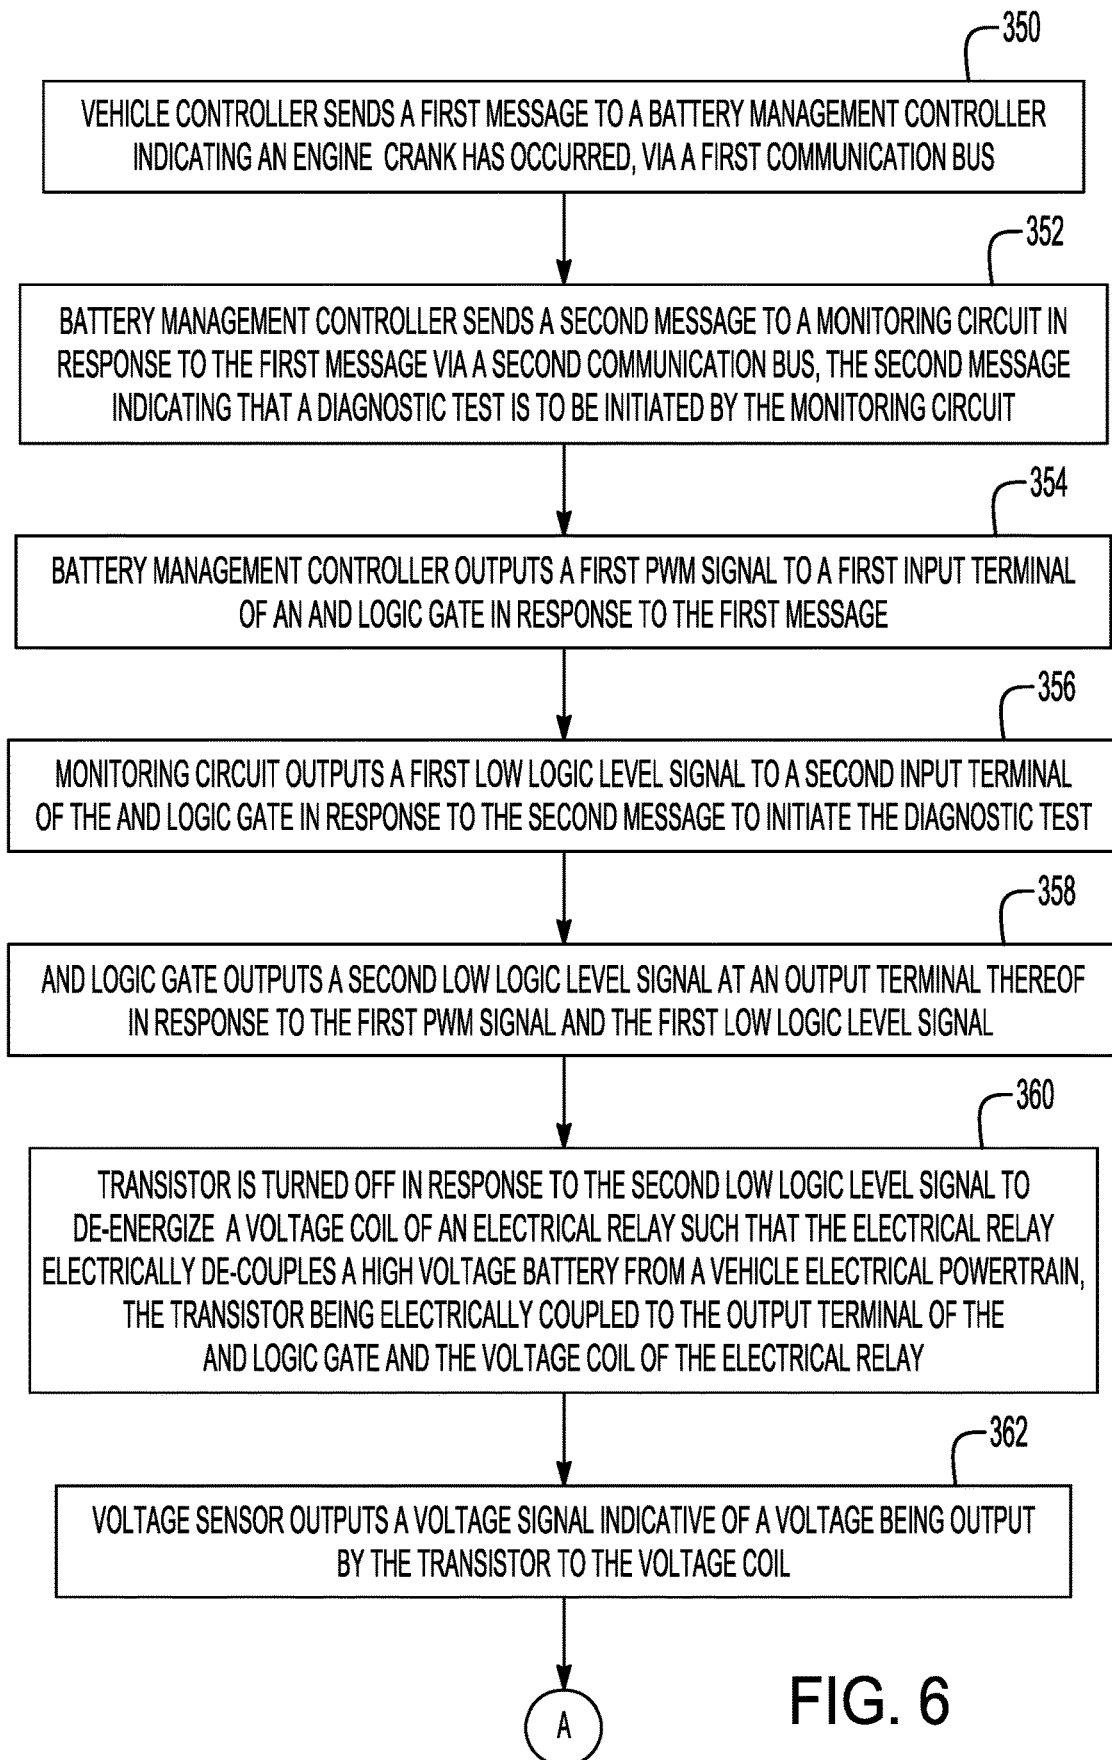 350
VEHICLE CONTROLLER SENDS A FIRST MESSAGE TO A BATTERY MANAGEMENT CONTROLLER
INDICATING AN ENGINE CRANK HAS OCCURRED, VIA A FIRST COMMUNICATION BUS
352
BATTERY MANAGEMENT CONTROLLER SENDS A SECOND MESSAGE TO A MONITORING CIRCUIT IN
RESPONSE TO THE FIRST MESSAGE VIA A SECOND COMMUNICATION BUS, THE SECOND MESSAGE
INDICATING THAT A DIAGNOSTIC TEST IS TO BE INITIATED BY THE MONITORING CIRCUIT
354
BATTERY MANAGEMENT CONTROLLER OUTPUTS A FIRST PWM SIGNAL TO A FIRST INPUT TERMINAL
OF AN AND LOGIC GATE IN RESPONSE TO THE FIRST MESSAGE
356
MONITORING CIRCUIT OUTPUTS A FIRST LOW LOGIC LEVEL SIGNAL TO A SECOND INPUT TERMINAL
OF THE AND LOGIC GATE IN RESPONSE TO THE SECOND MESSAGE TO INITIATE THE DIAGNOSTIC TEST
358
AND LOGIC GATE OUTPUTS A SECOND LOW LOGIC LEVEL SIGNAL AT AN OUTPUT TERMINAL THEREOF
IN RESPONSE TO THE FIRST PWM SIGNAL AND THE FIRST LOW LOGIC LEVEL SIGNAL
360
TRANSISTOR IS TURNED OFF IN RESPONSE TO THE SECOND LOW LOGIC LEVEL SIGNAL TO
DE-ENERGIZE A VOLTAGE COIL OF AN ELECTRICAL RELAY SUCH THAT THE ELECTRICAL RELAY
ELECTRICALLY DE-COUPLES A HIGH VOLTAGE BATTERY FROM A VEHICLE ELECTRICAL POWERTRAIN,
THE TRANSISTOR BEING ELECTRICALLY COUPLED TO THE OUTPUT TERMINAL OF THE
AND LOGIC GATE AND THE VOLTAGE COIL OF THE ELECTRICAL RELAY
362
VOLTAGE SENSOR OUTPUTS A VOLTAGE SIGNAL INDICATIVE OF A VOLTAGE BEING OUTPUT
BY THE TRANSISTOR TO THE VOLTAGE COIL
A
FIG. 6